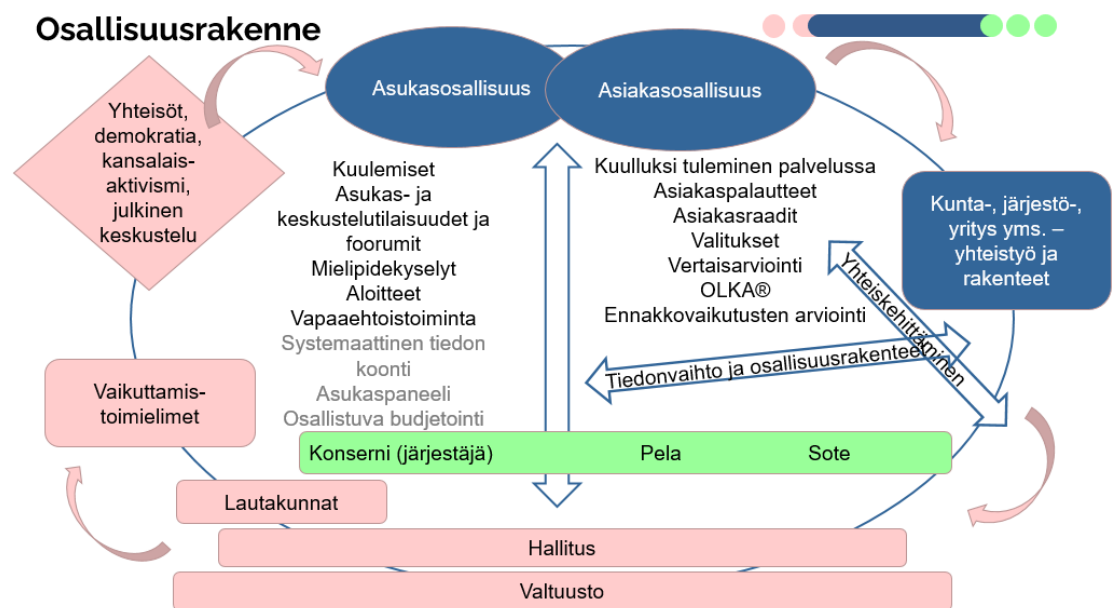 Osallisuusrakenne
Yhteisöt,
demokratia,
kansalais-
aktivismi,
julkinen
keskustelu
Asukasosallisuus
Asiakasosallisuus
Kuulemiset
Asukas- ja
keskustelutilaisuudet ja
foorumit
Mielipidekyselyt
Aloitteet
Vapaaehtoistoiminta
Systemaattinen tiedon
koonti
Asukaspaneeli
Osallistuva budjetointi
Kuulluksi tuleminen palvelussa
Asiakaspalautteet
Asiakasraadit
Valitukset
Vertaisarviointi
OLKA®
Ennakkovaikutusten arviointi
Kunta-, järjestö-,
yritys yms. –
yhteistyö ja
rakenteet
Yhteiskehittäminen
Tiedonvaihto ja osallisuusrakenteet
Vaikuttamis-
toimielimet
Konserni (järjestäjä) Pela Sote
Lautakunnat
Hallitus
Valtuusto